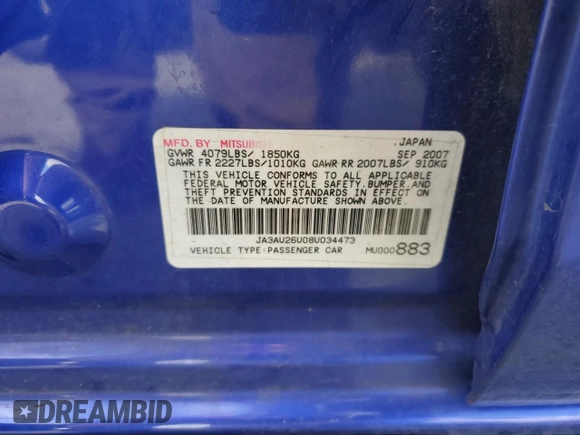 MFD. BY MITSUBISHI JAPAN
GVWR 4079LBS/ 1850KG SEP 2007
GAWR FR 2227LBS/1010KG GAWR RR 2007LBS/ 910KG
THIS VEHICLE CONFORMS TO ALL APPLICABLE
FEDERAL MOTOR VEHICLE SAFETY, BUMPER, AND
THEFT PREVENTION STANDARDS IN EFFECT ON
THE DATE OF MANUFACTURE SHOWN ABOVE.
JA3AU26U08U034473
VEHICLE TYPE:PASSENGER CAR MU000883
DREAMBID